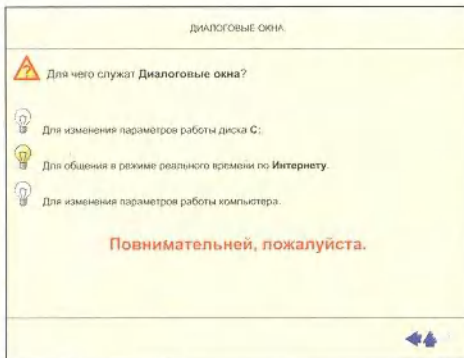 ДИАЛОГОВЫЕ ОКНА.
Для чего служат Диалоговые окна?
Для изменения параметров работы диска C:.
Для общения в режиме реального времени по Интернету.
Для изменения параметров работы компьютера.
Повнимательней, пожалуйста.